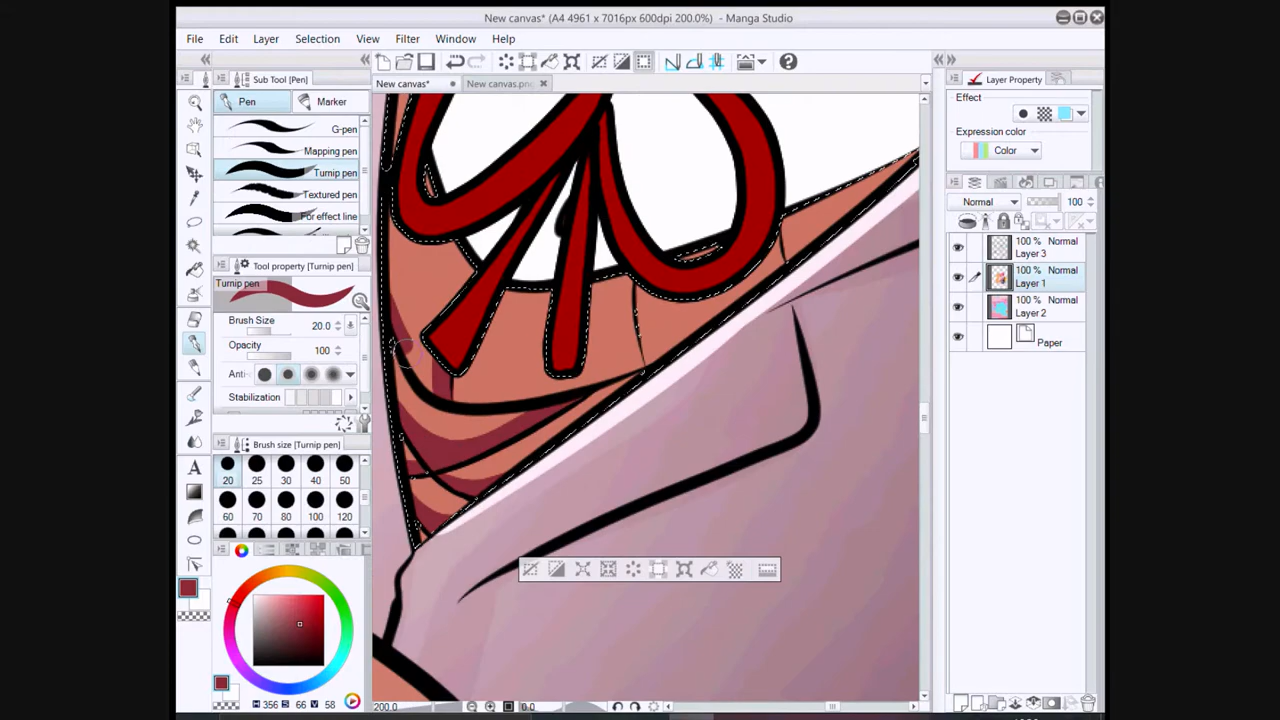 New canvas* (A4 4961 x 7016px 600dpi 200.0%) - Manga Studio
File Edit Layer Selection View Filter Window Help
Sub Tool [Pen]
Pen Marker
G-pen
Mapping pen
Turnip pen
Textured pen
For effect line
Tool property [Turnip pen]
Turnip pen
Brush Size 20.0
Opacity 100
Anti-
Stabilization
Brush size [Turnip pen]
20 25 30 40 50
60 70 80 100 120
H 356 S 66 V 58
New canvas* New canvas.png
200.0 0.0
Layer Property
Effect
Expression color
Color
Normal 100
100 % Normal
Layer 3
100 % Normal
Layer 1
100 % Normal
Layer 2
Paper